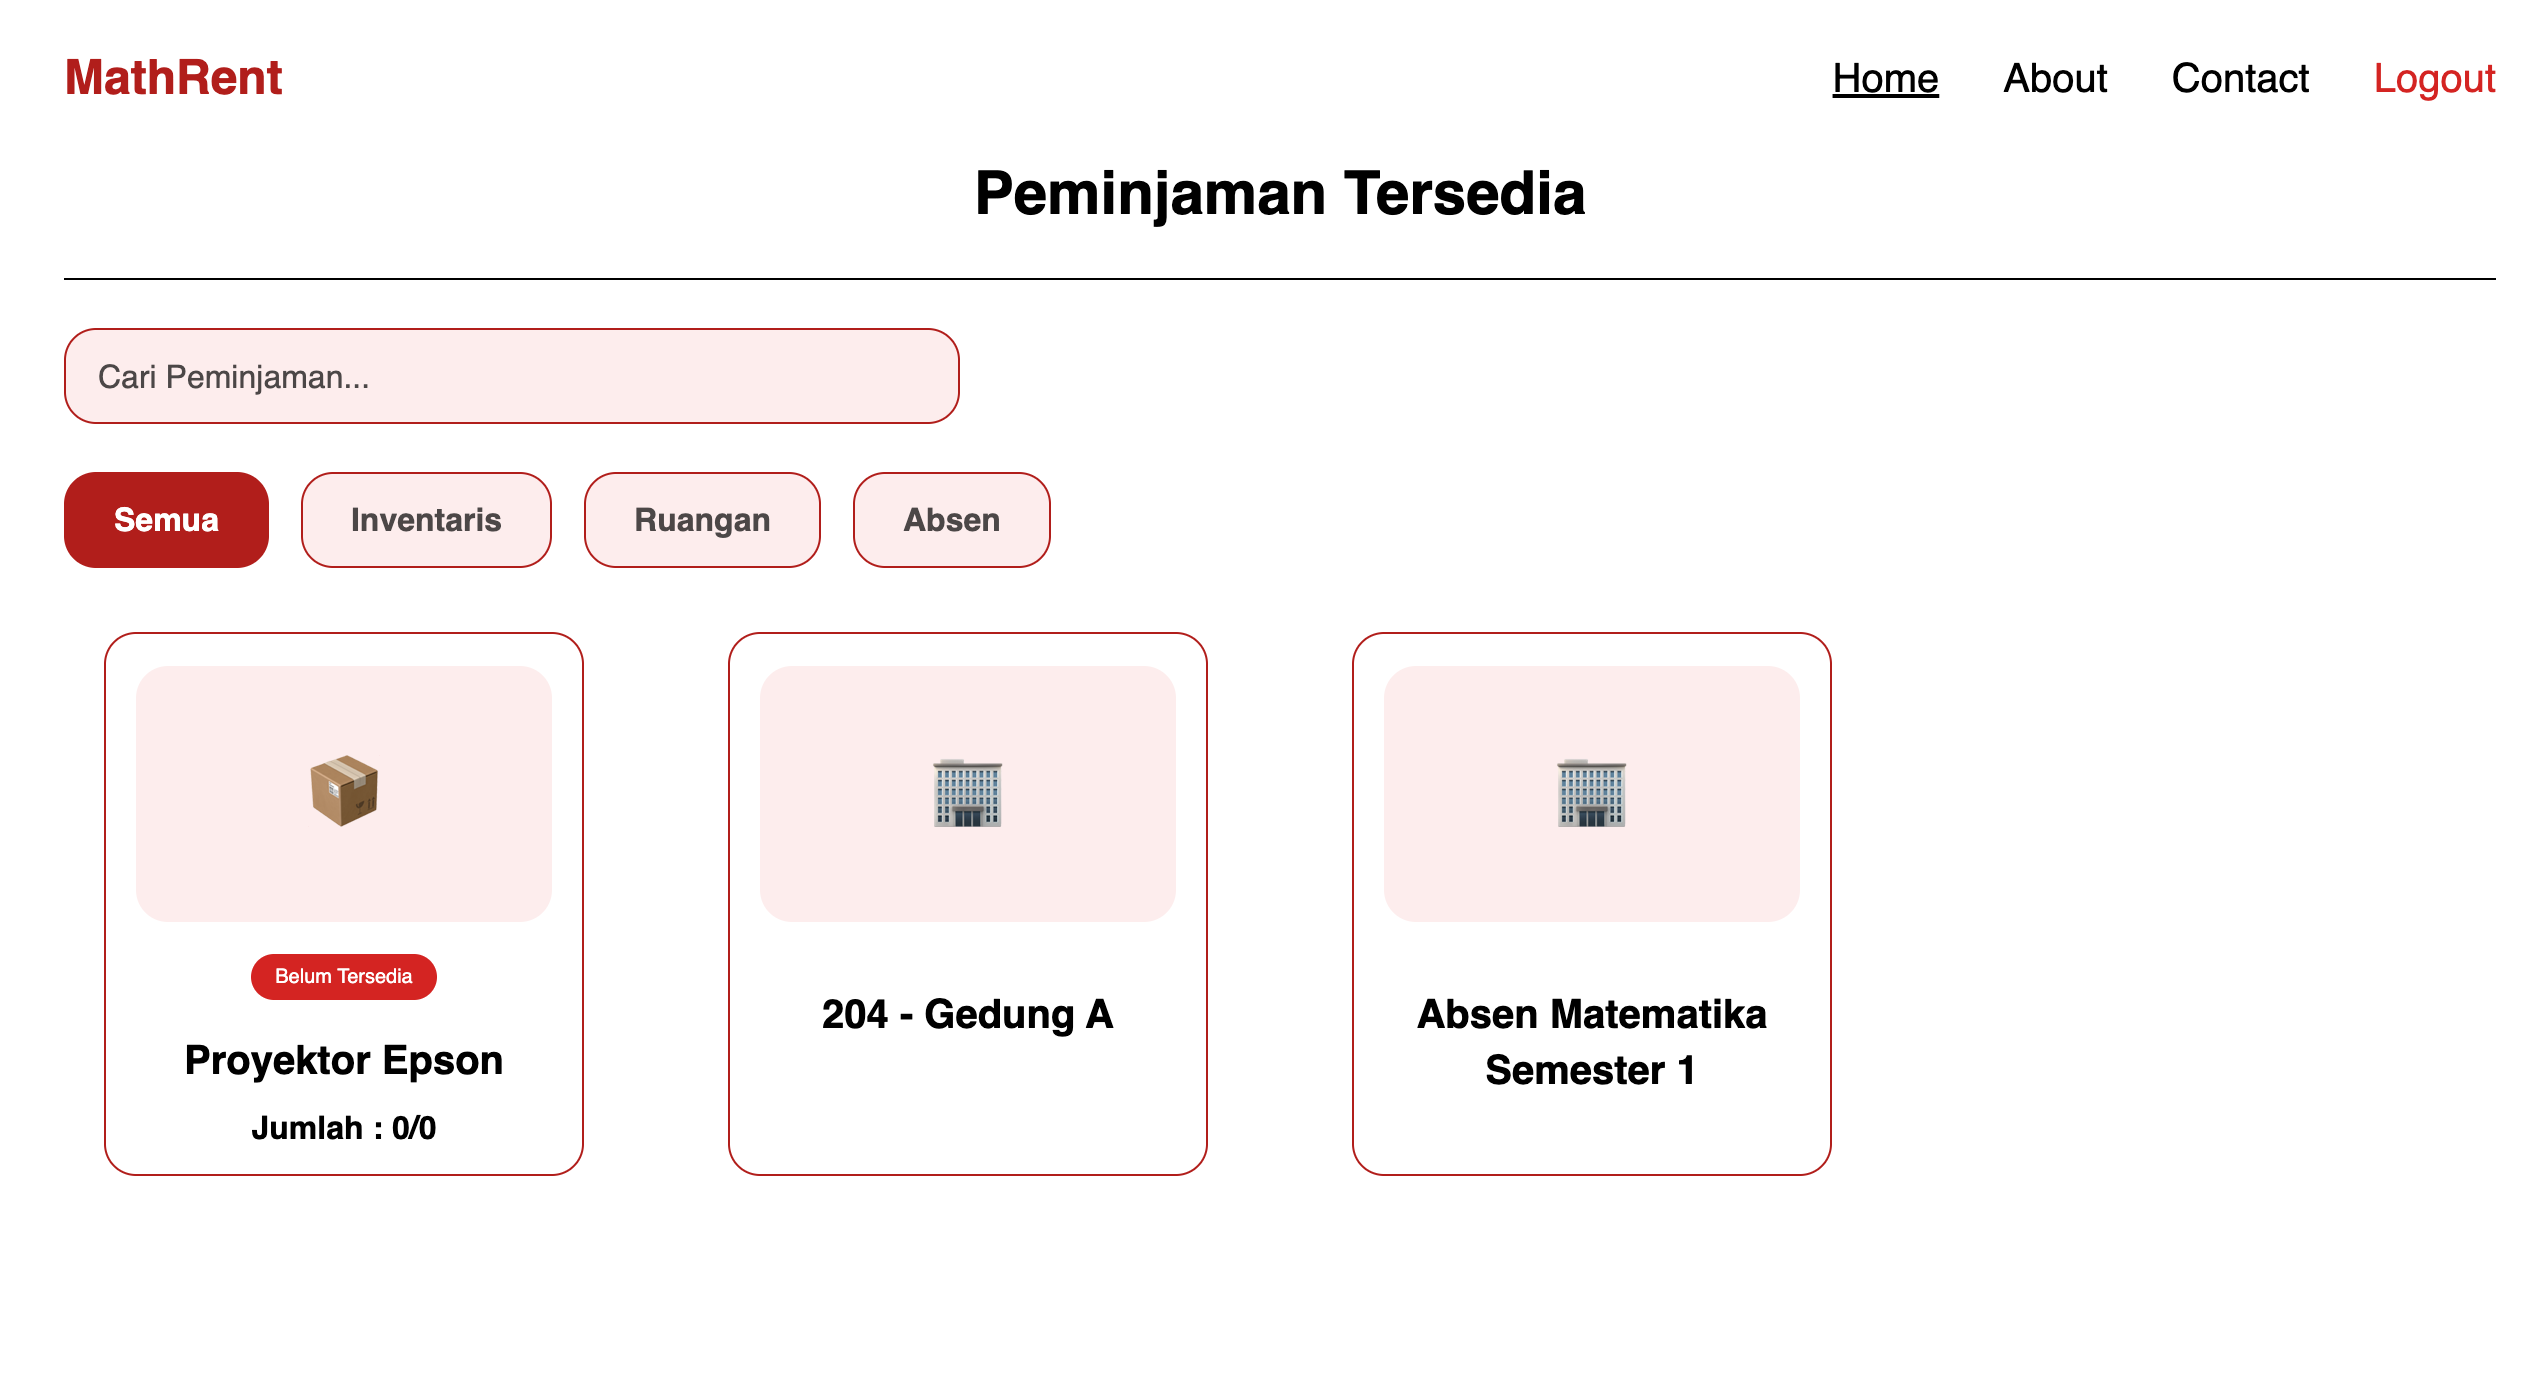 MathRent
Home About Contact Logout
Peminjaman Tersedia
Cari Peminjaman...
Semua Inventaris Ruangan Absen
Belum Tersedia
Proyektor Epson
Jumlah : 0/0
204 - Gedung A
Absen Matematika
Semester 1